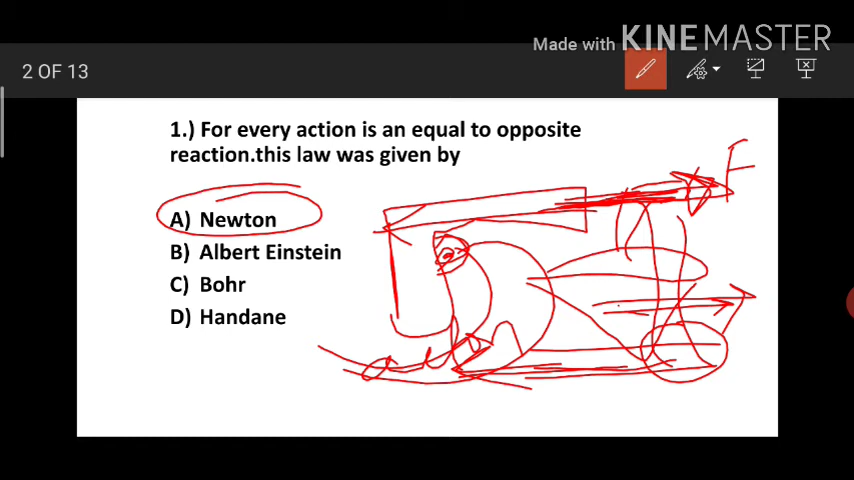 Made with KINEMASTER
2 OF 13
1.) For every action is an equal to opposite
reaction.this law was given by
A) Newton
B) Albert Einstein
C) Bohr
D) Handane
F